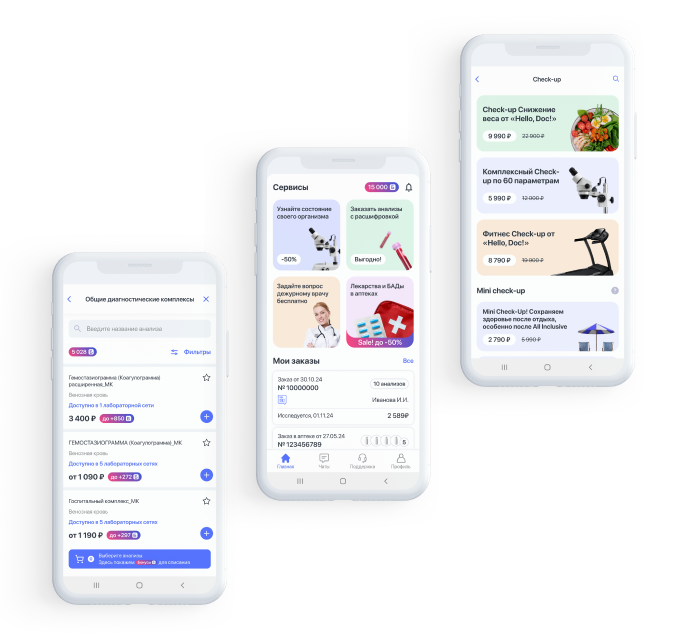 Общие диагностические комплексы
Введите название анализа
5 028 Б
Фильтры
Гемостазиограмма (Коагулограмма)
расширенная_МК
Венозная кровь
Доступно в 1 лабораторной сети
3 400 ₽ до +850 Б
ГЕМОСТАЗИОГРАММА (Коагулограмма)_МК
Венозная кровь
Доступно в 5 лабораторных сетях
от 1 090 ₽ до +272 Б
Госпитальный комплекс_МК
Венозная кровь
Доступно в 5 лабораторных сетях
от 1 190 ₽ до +297 Б
0
Выберите анализы
Здесь покажем Бонусы для списания
Сервисы
15 000 Б
Узнайте состояние
своего организма
-50%
Заказать анализы
с расшифровкой
Выгодно!
Задайте вопрос
дежурному врачу
бесплатно
Лекарства и БАДы
в аптеках
Sale! до -50%
Мои заказы
Все
Заказ от 30.10.24
№ 10000000
10 анализов
Иванова И.И.
Исследуется, 01.11.24
2 589₽
Заказ в аптеке от 27.05.24
№ 123456789
5
Главная
Чаты
Поддержка
Профиль
Check-up
Check-up Снижение
веса от «Hello, Doc!»
9 990 ₽ 22 900 ₽
Комплексный Check-
up по 60 параметрам
5 990 ₽ 12 900 ₽
Фитнес Check-up от
«Hello, Doc!»
8 790 ₽ 19 900 ₽
Mini check-up
Mini Check-Up! Сохраняем
здоровье после отдыха,
особенно после All Inclusive
2 790 ₽ 5 990 ₽